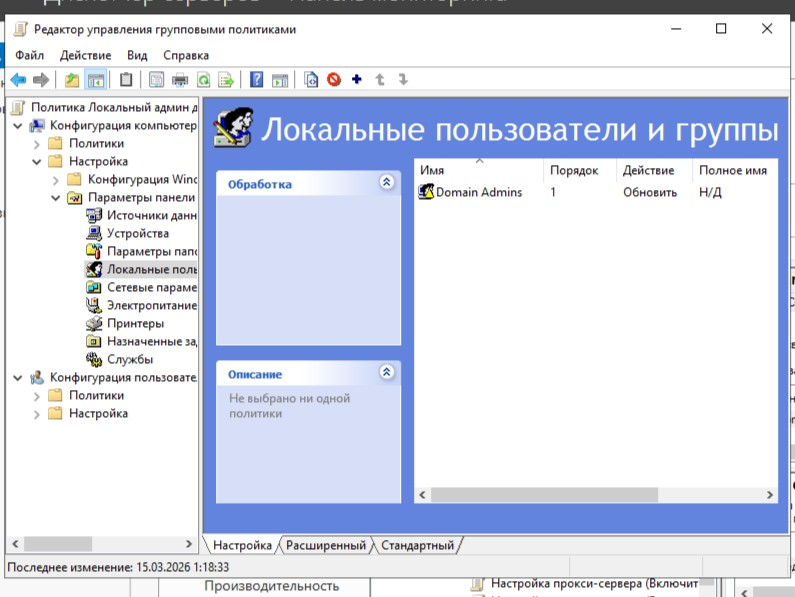 Редактор управления групповыми политиками
Файл Действие Вид Справка
Политика Локальный админ д
Конфигурация компьютер
Политики
Настройка
Конфигурация Winc
Параметры панели
Источники данн
Устройства
Параметры папо
Локальные поль
Сетевые параме
Электропитание
Принтеры
Назначенные за
Службы
Конфигурация пользовате
Политики
Настройка
Локальные пользователи и группы
Обработка
Описание
Не выбрано ни одной
политики
Имя Порядок Действие Полное имя
Domain Admins 1 Обновить Н/Д
Настройка Расширенный Стандартный
Последнее изменение: 15.03.2026 1:18:33
Производительность
Настройка прокси-сервера (Включит